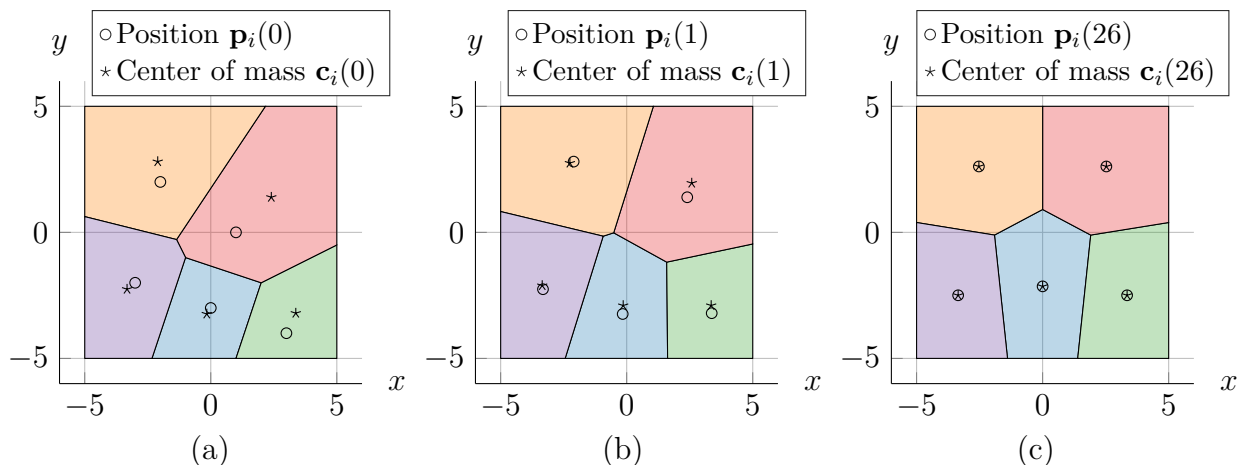 ○ Position p_i(0)
⋆ Center of mass c_i(0)
y
5
0
−5
−5 0 5
x
(a)
○ Position p_i(1)
⋆ Center of mass c_i(1)
y
5
0
−5
−5 0 5
x
(b)
○ Position p_i(26)
⋆ Center of mass c_i(26)
y
5
0
−5
−5 0 5
x
(c)